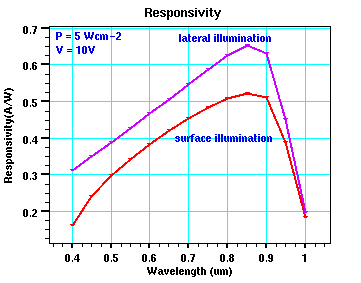 Responsivity
P = 5 Wcm-2
V = 10V
lateral illumination
surface illumination
Responsivity(A/W)
0.7
0.6
0.5
0.4
0.3
0.2
0.4 0.5 0.6 0.7 0.8 0.9 1
Wavelength (um)